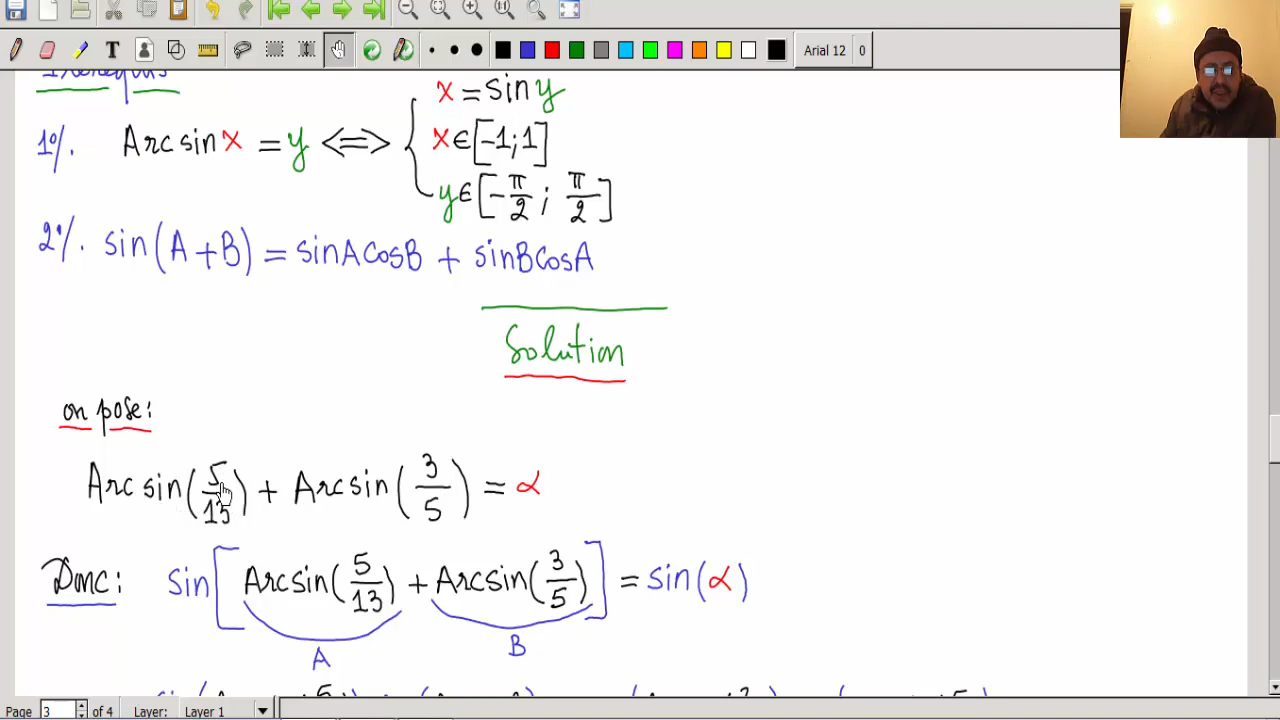 Arial 12 0
1°/. Arcsin x = y ⟺ { x = sin y
x ∈ [-1; 1]
y ∈ [-π/2 ; π/2]
2°/. sin(A+B) = sinA cosB + sinB cosA
Solution
on pose:
Arcsin(5/13) + Arcsin(3/5) = α
Donc: sin[Arcsin(5/13) + Arcsin(3/5)] = sin(α)
A B
Page 3 of 4 Layer: Layer 1